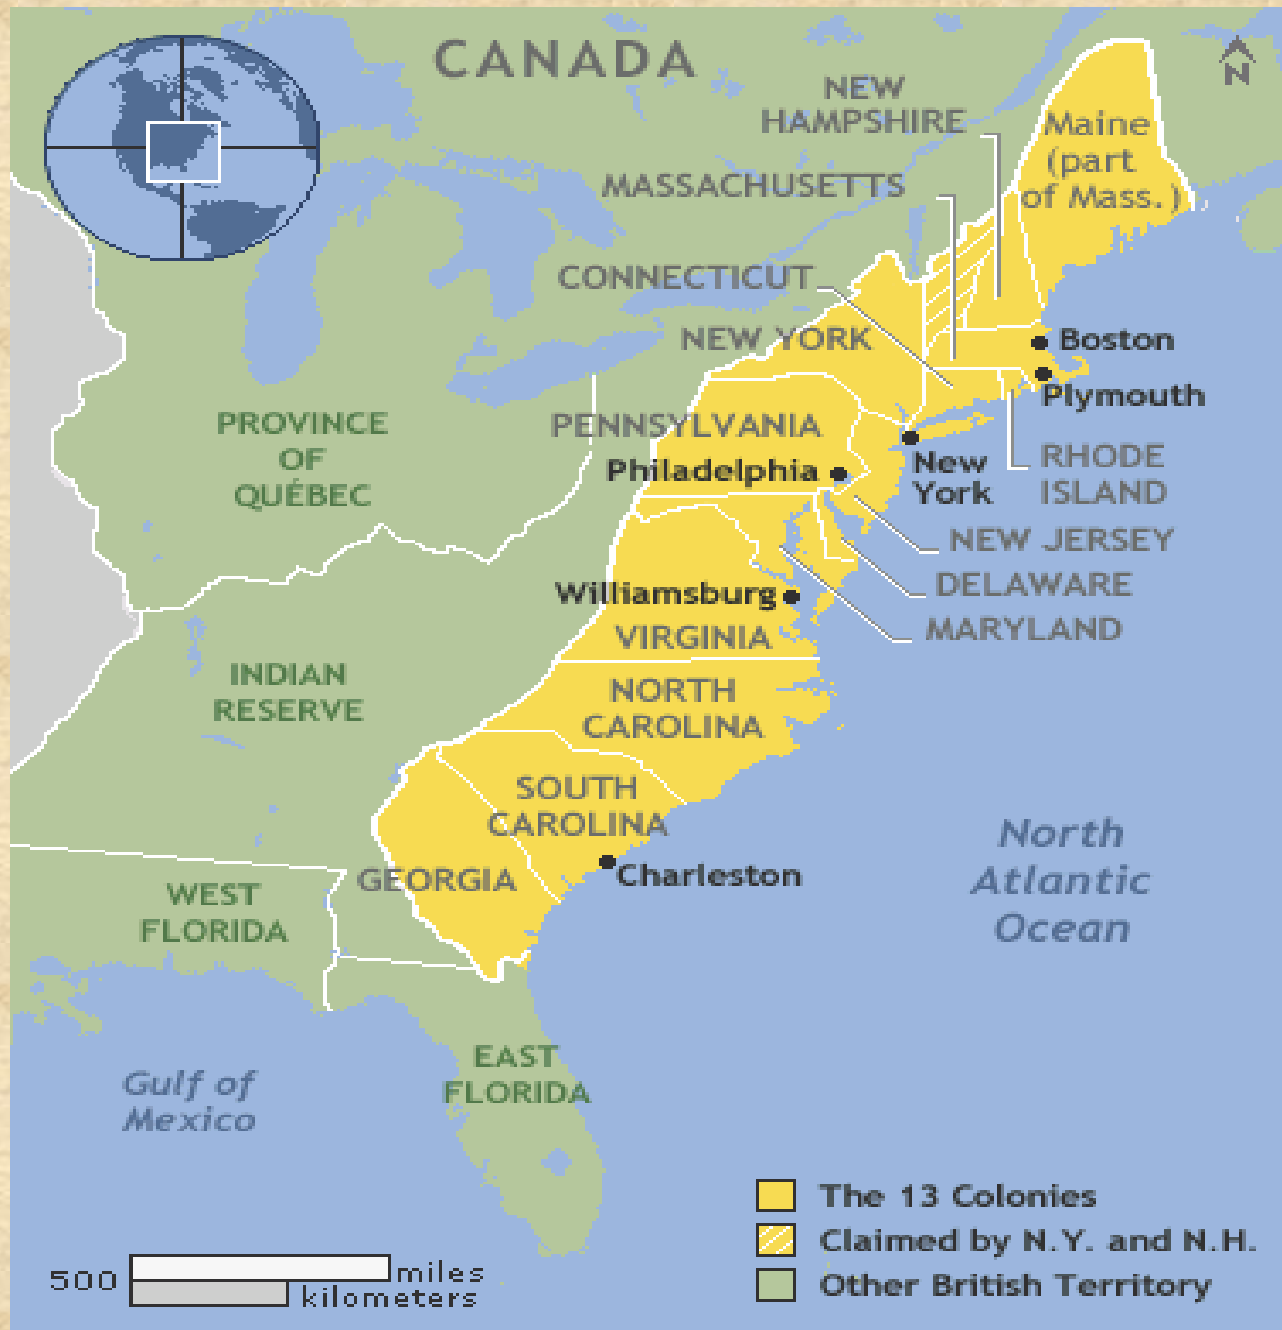 CANADA
N
NEW
HAMPSHIRE
Maine
(part
of Mass.)
MASSACHUSETTS
CONNECTICUT
NEW YORK
Boston
Plymouth
PROVINCE
OF
QUÉBEC
PENNSYLVANIA
Philadelphia
New
York
RHODE
ISLAND
NEW JERSEY
DELAWARE
MARYLAND
Williamsburg
VIRGINIA
INDIAN
RESERVE
NORTH
CAROLINA
SOUTH
CAROLINA
GEORGIA
Charleston
North
Atlantic
Ocean
WEST
FLORIDA
EAST
FLORIDA
Gulf of
Mexico
The 13 Colonies
Claimed by N.Y. and N.H.
Other British Territory
500 miles
kilometers